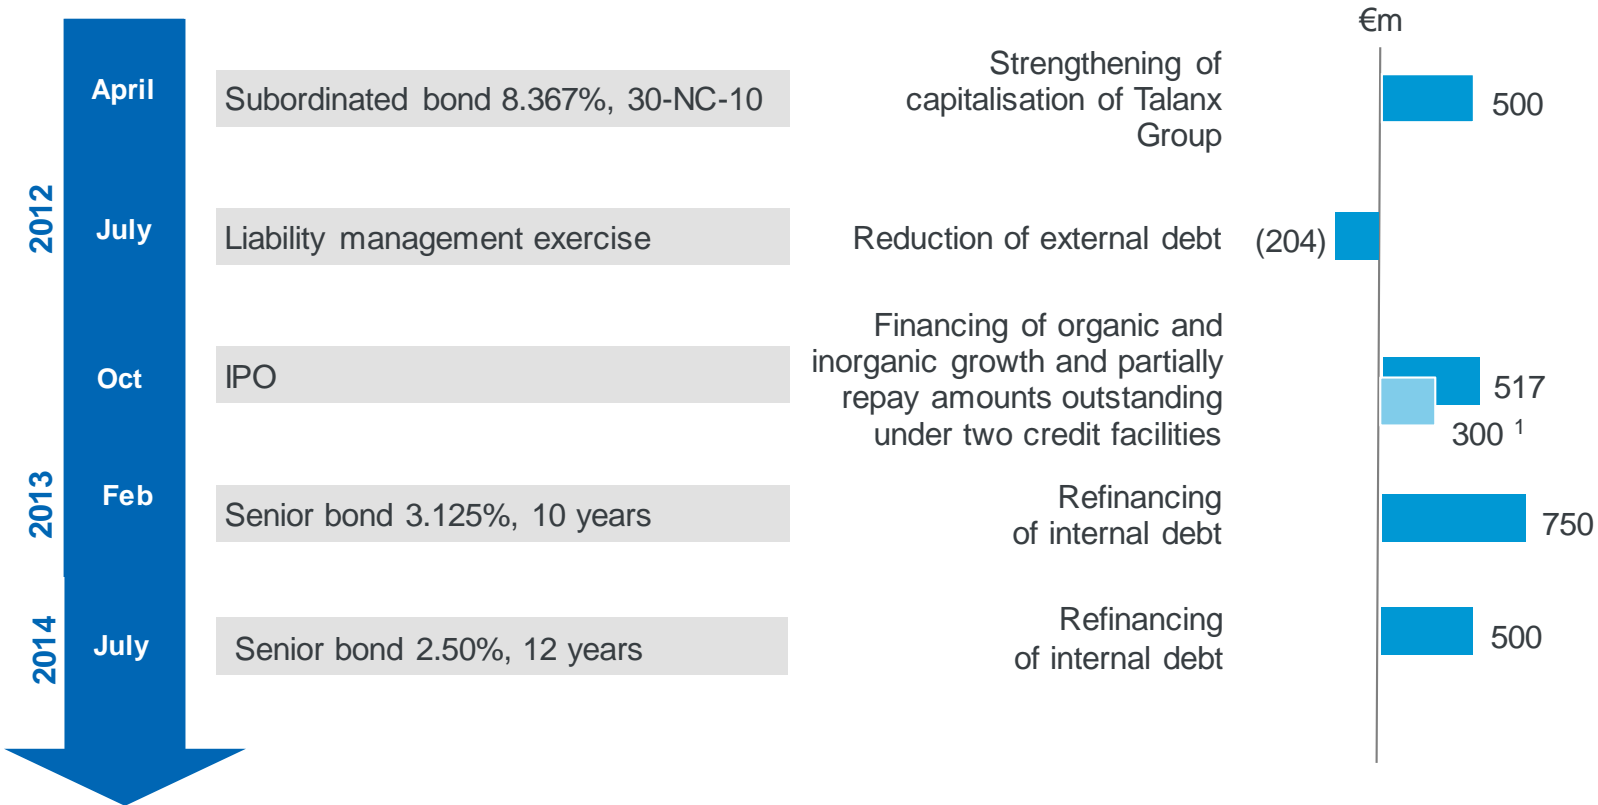 €m
2012
April
Subordinated bond 8.367%, 30-NC-10
Strengthening of
capitalisation of Talanx
Group
500
July
Liability management exercise
Reduction of external debt
(204)
Oct
IPO
Financing of organic and
inorganic growth and partially
repay amounts outstanding
under two credit facilities
517
300 ¹
2013
Feb
Senior bond 3.125%, 10 years
Refinancing
of internal debt
750
2014
July
Senior bond 2.50%, 12 years
Refinancing
of internal debt
500